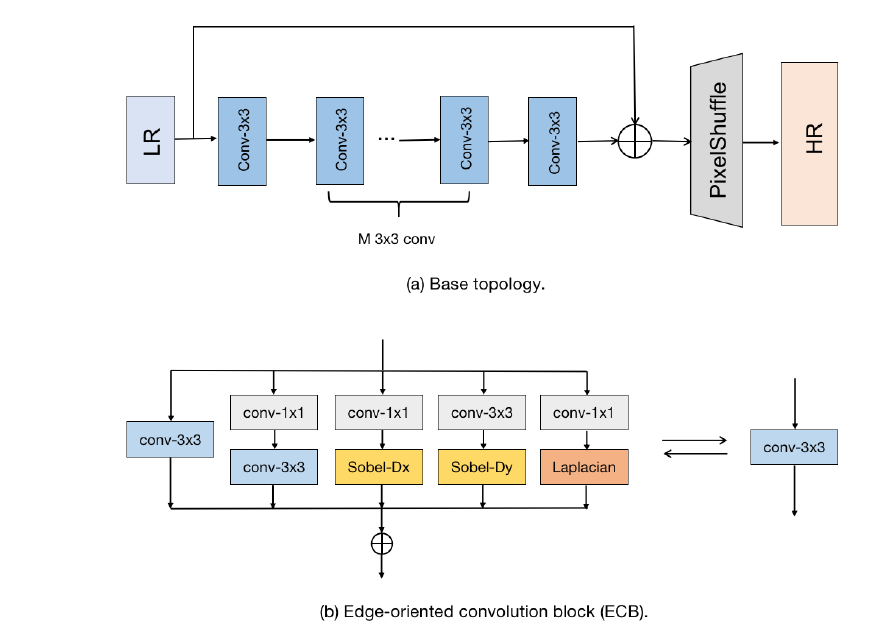 LR
Conv-3x3
Conv-3x3
...
Conv-3x3
Conv-3x3
PixelShuffle
HR
M 3x3 conv
(a) Base topology.
conv-3x3
conv-1x1
conv-1x1
conv-3x3
conv-1x1
conv-3x3
Sobel-Dx
Sobel-Dy
Laplacian
conv-3x3
(b) Edge-oriented convolution block (ECB).